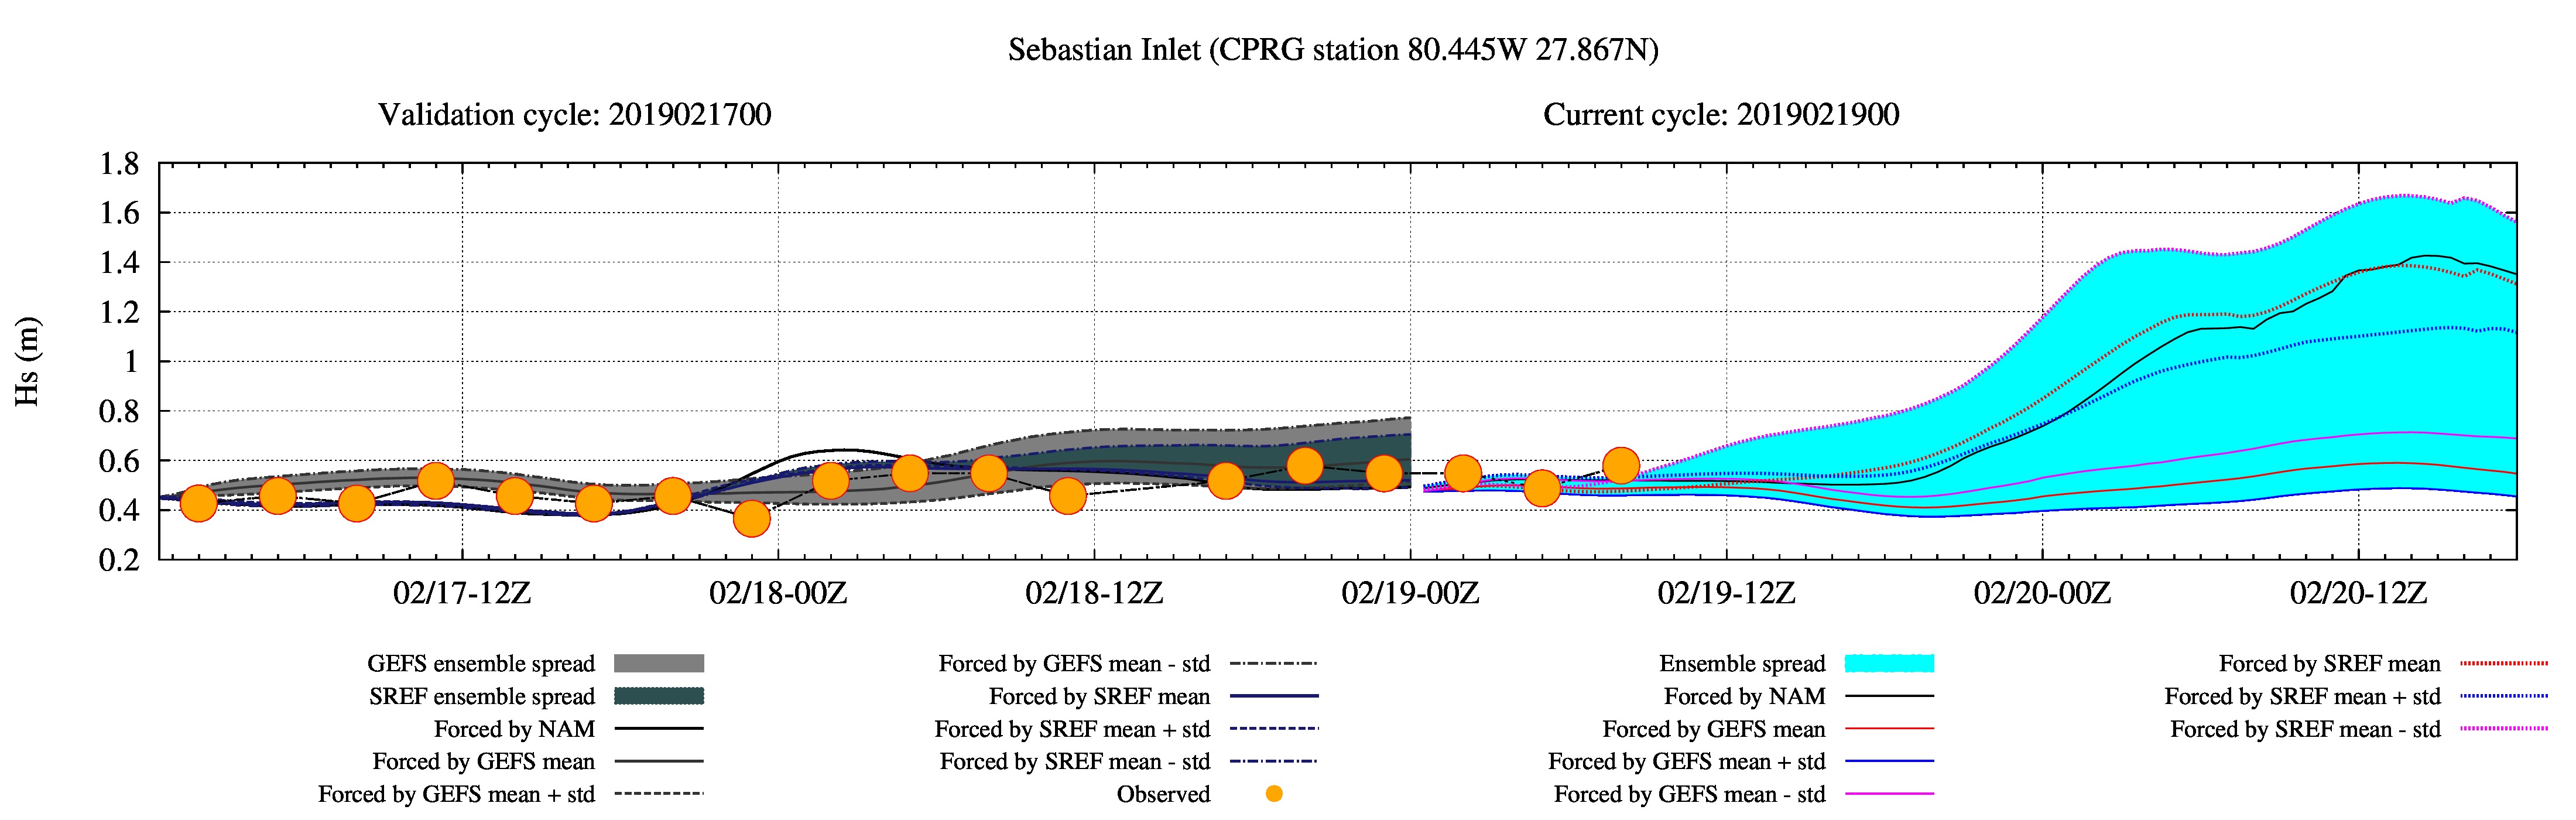 Sebastian Inlet (CPRG station 80.445W 27.867N)
Validation cycle: 2019021700
Current cycle: 2019021900
Hs (m)
1.8
1.6
1.4
1.2
1
0.8
0.6
0.4
0.2
02/17-12Z
02/18-00Z
02/18-12Z
02/19-00Z
02/19-12Z
02/20-00Z
02/20-12Z
GEFS ensemble spread
SREF ensemble spread
Forced by NAM
Forced by GEFS mean
Forced by GEFS mean + std
Forced by GEFS mean - std
Forced by SREF mean
Forced by SREF mean + std
Forced by SREF mean - std
Observed
Ensemble spread
Forced by NAM
Forced by GEFS mean
Forced by GEFS mean + std
Forced by GEFS mean - std
Forced by SREF mean
Forced by SREF mean + std
Forced by SREF mean - std